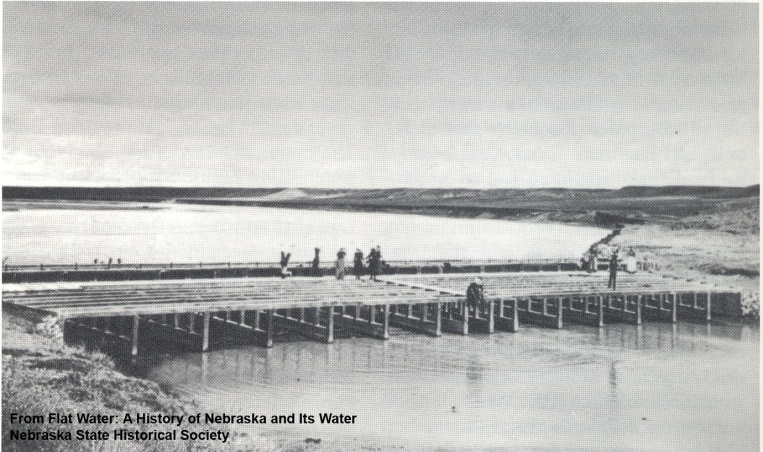 From Flat Water: A History of Nebraska and Its Water
Nebraska State Historical Society